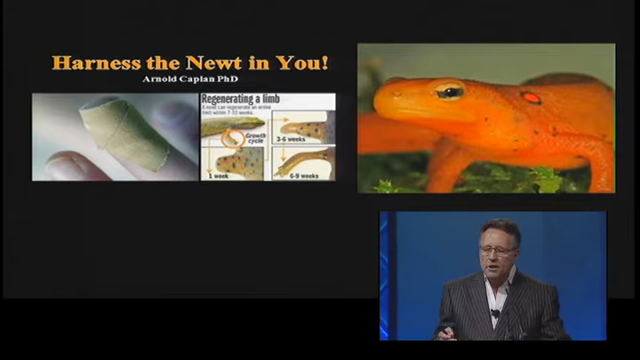 Harness the Newt in You!
Arnold Caplan PhD
Regenerating a limb
Growth
cycle
3-6 weeks
1 week
6-9 weeks